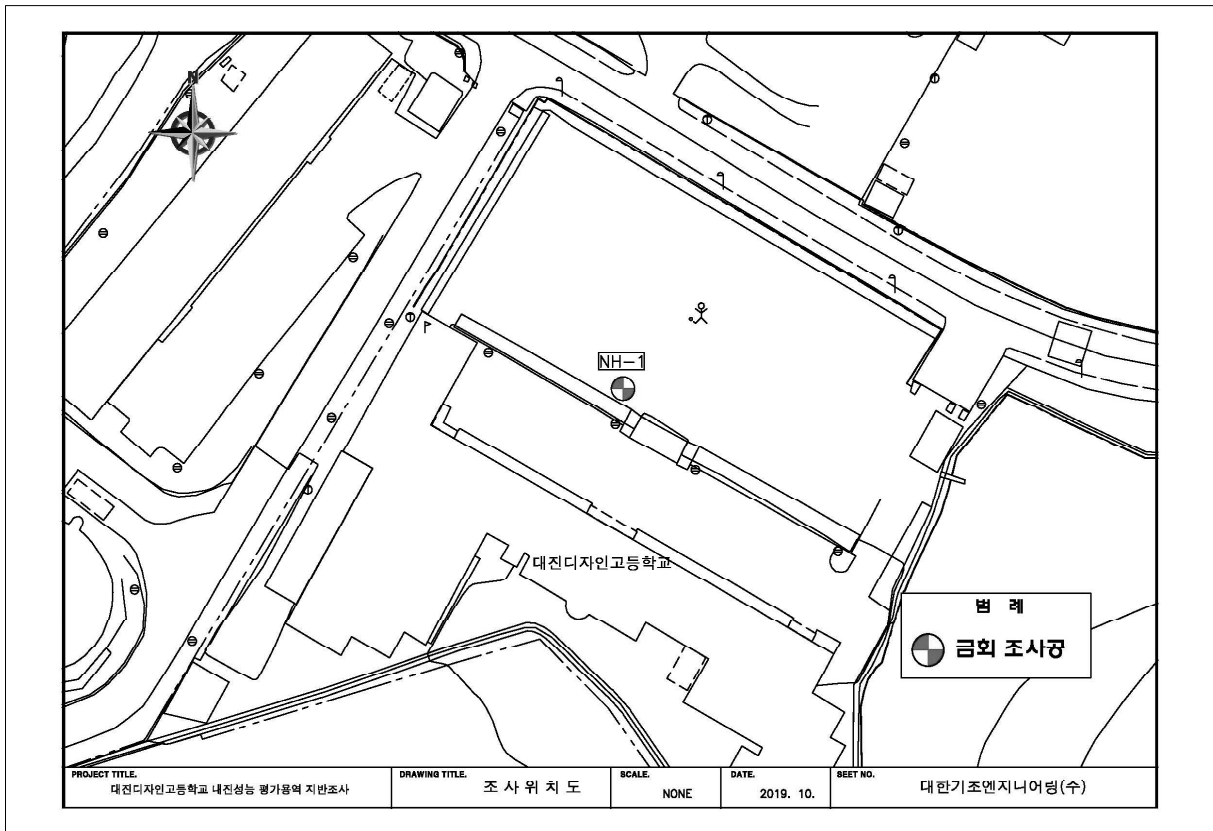 N
NH-1
대진디자인고등학교
범 례
금회 조사공
PROJECT TITLE.
대진디자인고등학교 내진성능 평가용역 지반조사
DRAWING TITLE.
조 사 위 치 도
SCALE.
NONE
DATE.
2019. 10.
SEET NO.
대한기조엔지니어링(수)